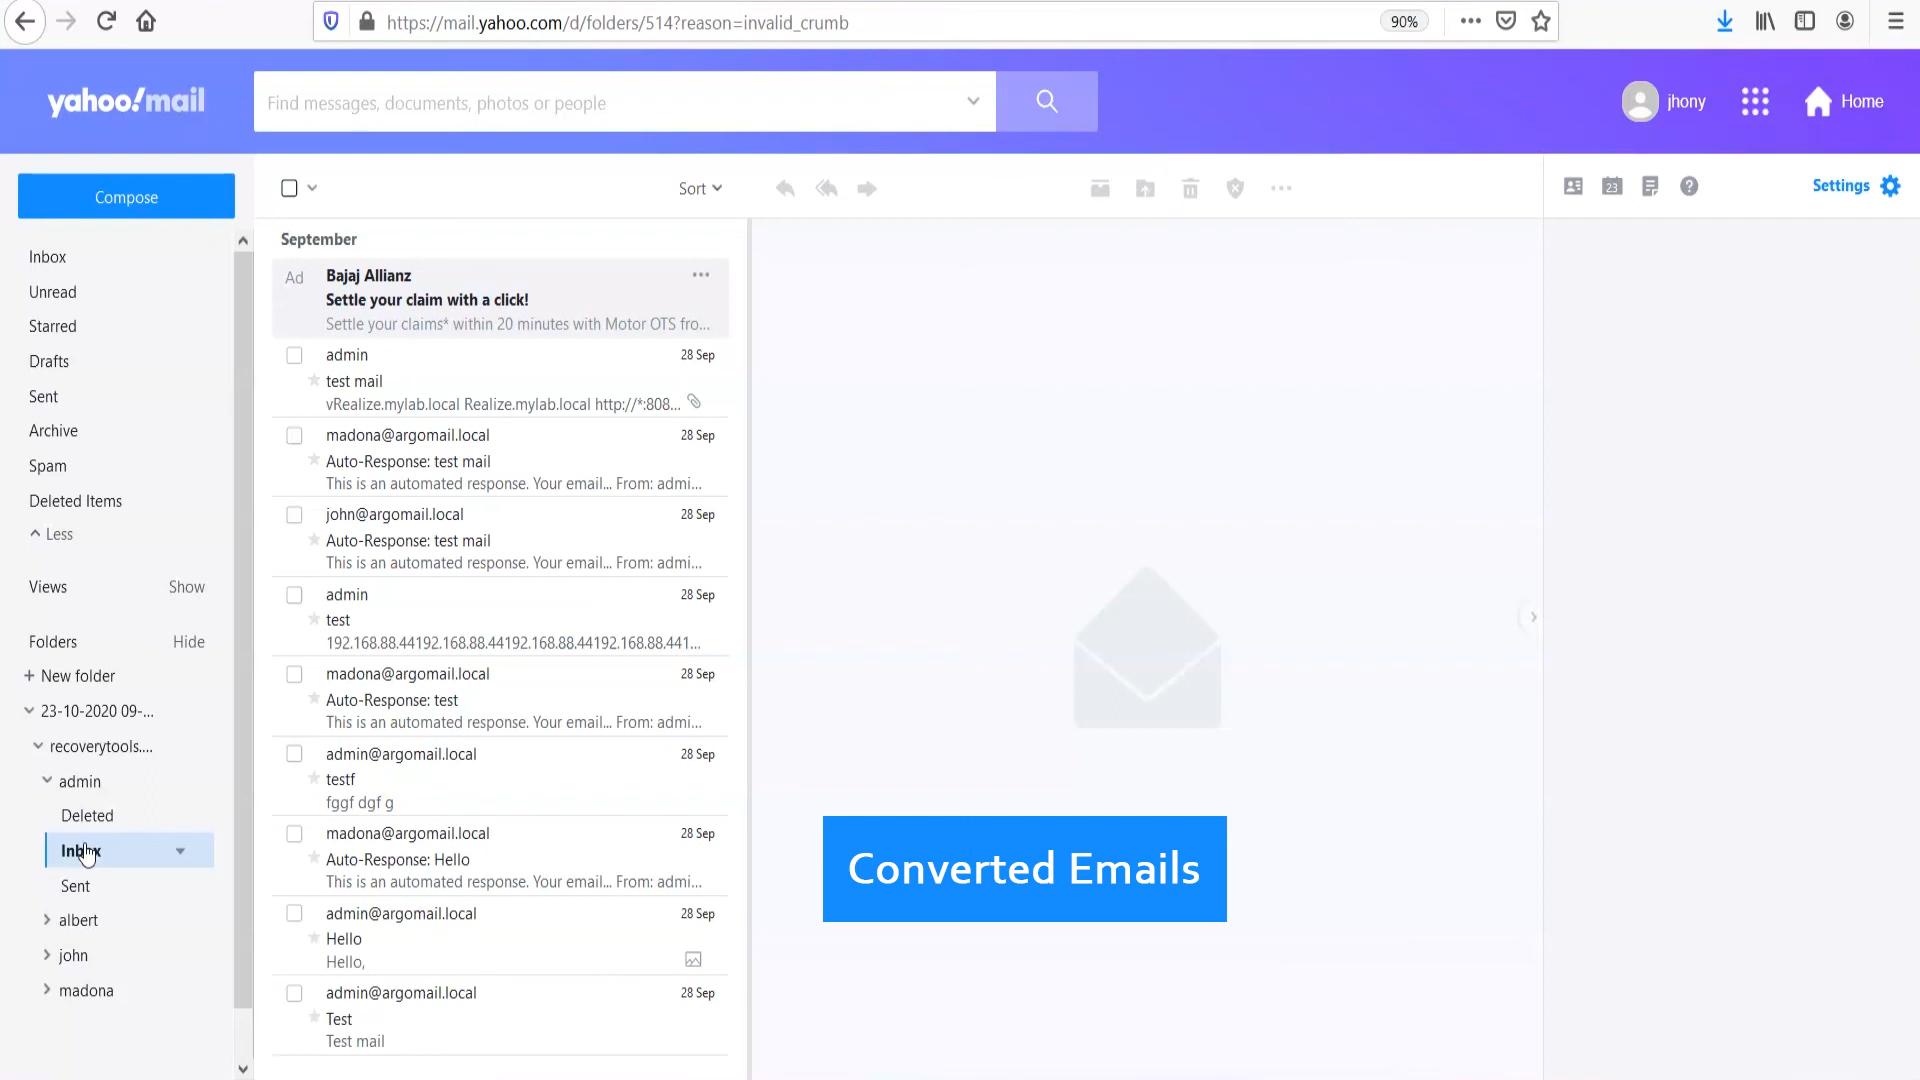 https://mail.yahoo.com/d/folders/514?reason=invalid_crumb
90%
yahoo!mail
Find messages, documents, photos or people
jhony
Home
Compose
Sort
23
Settings
Inbox
Unread
Starred
Drafts
Sent
Archive
Spam
Deleted Items
Less
Views Show
Folders Hide
+ New folder
23-10-2020 09-...
recoverytools....
admin
Deleted
Inbox
Sent
albert
john
madona
September
Ad
Bajaj Allianz
Settle your claim with a click!
Settle your claims* within 20 minutes with Motor OTS fro...
admin 28 Sep
test mail
vRealize.mylab.local Realize.mylab.local http://*:808...
madona@argomail.local 28 Sep
Auto-Response: test mail
This is an automated response. Your email... From: admi...
john@argomail.local 28 Sep
Auto-Response: test mail
This is an automated response. Your email... From: admi...
admin 28 Sep
test
192.168.88.44192.168.88.44192.168.88.44192.168.88.441...
madona@argomail.local 28 Sep
Auto-Response: test
This is an automated response. Your email... From: admi...
admin@argomail.local 28 Sep
testf
fggf dgf g
madona@argomail.local 28 Sep
Auto-Response: Hello
This is an automated response. Your email... From: admi...
admin@argomail.local 28 Sep
Hello
Hello,
admin@argomail.local 28 Sep
Test
Test mail
Converted Emails